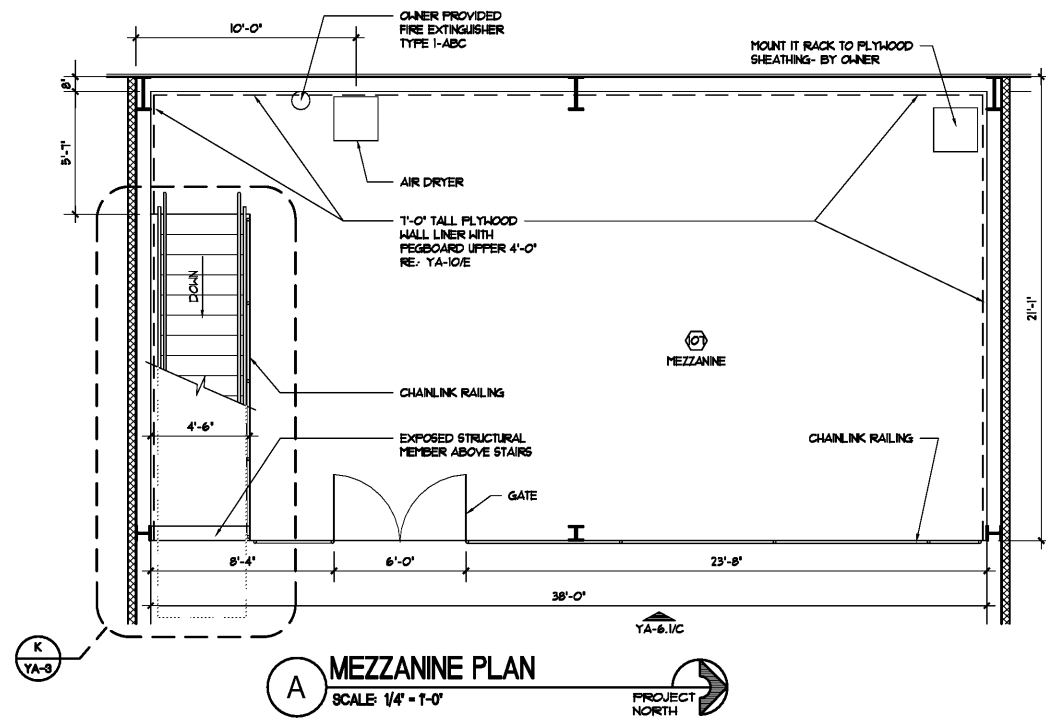 10'-0"
OWNER PROVIDED
FIRE EXTINGUISHER
TYPE 1-ABC
MOUNT IT RACK TO PLYWOOD
SHEATHING- BY OWNER
8"
5'-7"
AIR DRYER
7'-0" TALL PLYWOOD
WALL LINER WITH
PEGBOARD UPPER 4'-0"
RE: YA-10/E
DOWN
21'-1"
107
MEZZANINE
CHAINLINK RAILING
4'-6"
EXPOSED STRUCTURAL
MEMBER ABOVE STAIRS
CHAINLINK RAILING
GATE
8'-4"
6'-0"
23'-8"
38'-0"
YA-6.1/C
K
YA-3
A
MEZZANINE PLAN
SCALE: 1/4" = 1'-0"
PROJECT
NORTH